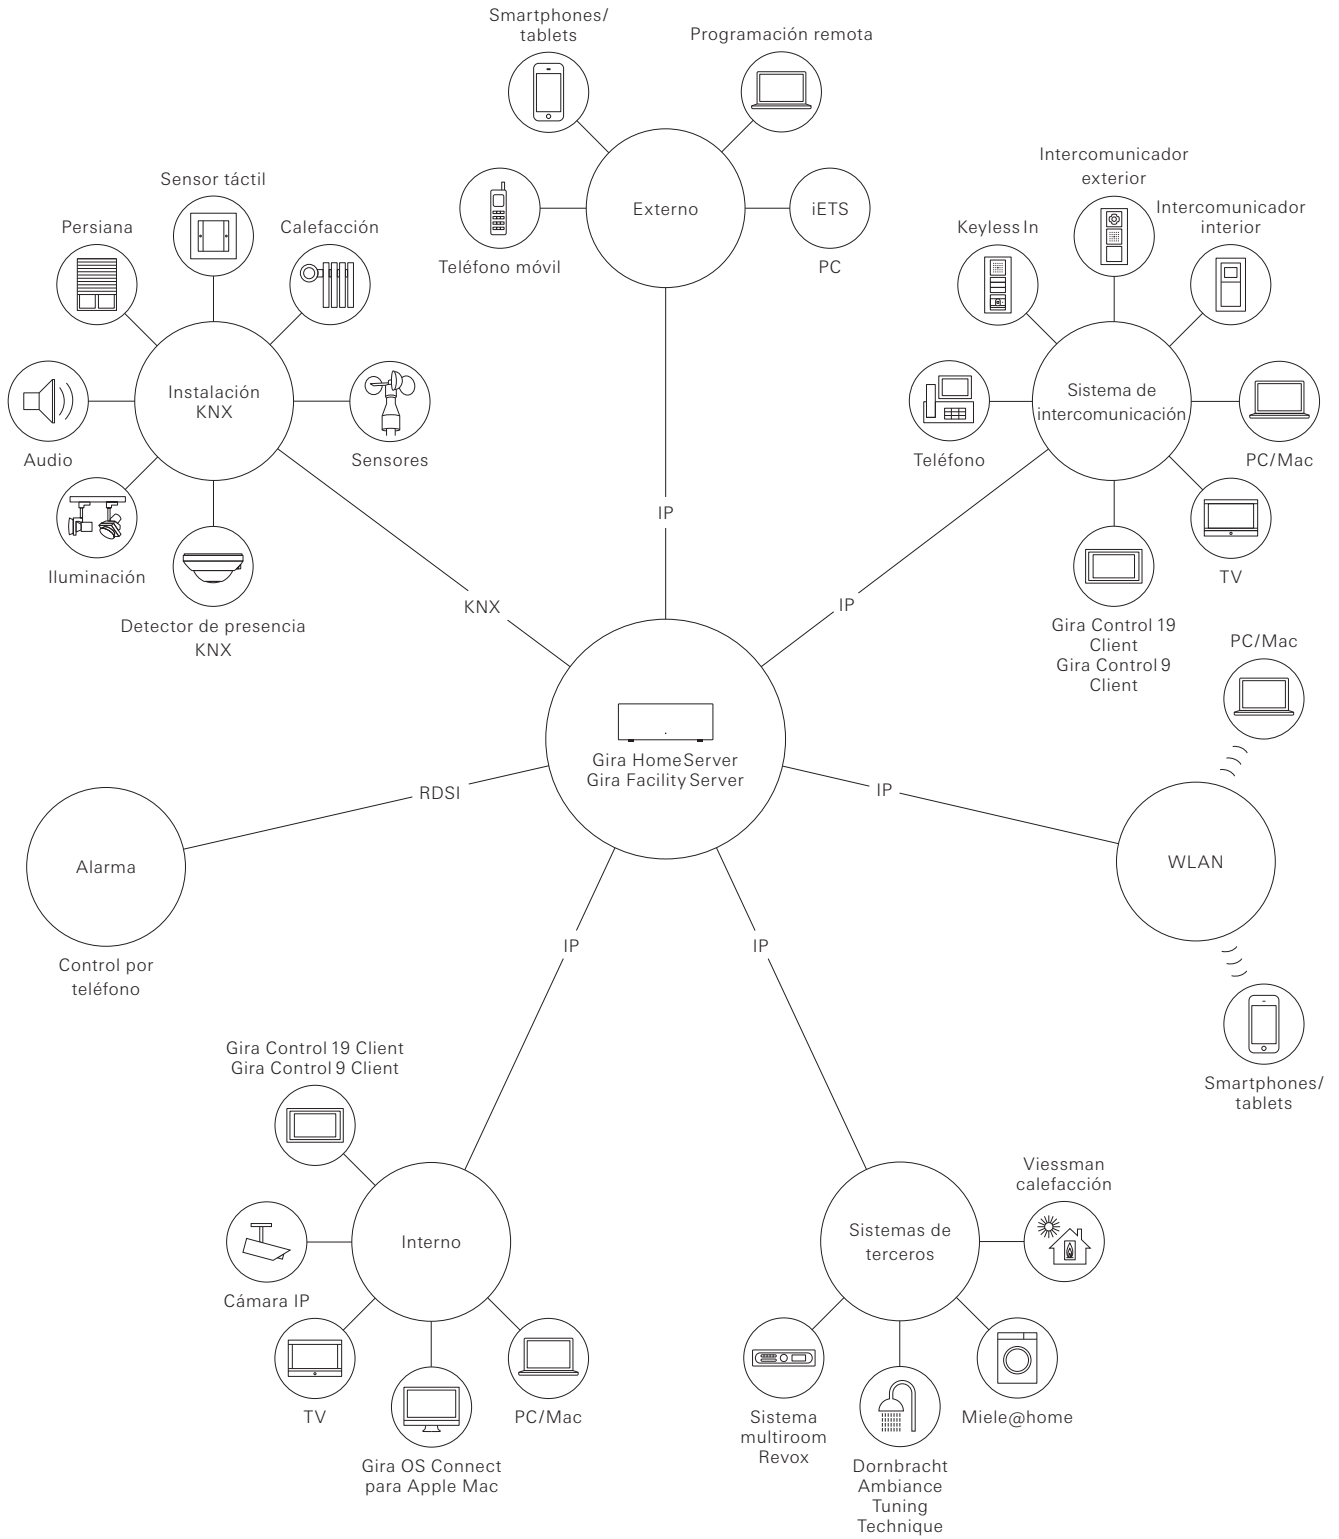 Smartphones/
tablets
Programación remota
Externo
iETS
Teléfono móvil
PC
Sensor táctil
Persiana
Calefacción
Instalación
KNX
Audio
Sensores
Iluminación
Detector de presencia
KNX
Intercomunicador
exterior
Keyless In
Intercomunicador
interior
Sistema de
intercomunicación
Teléfono
PC/Mac
TV
Gira Control 19
Client
Gira Control 9
Client
IP
KNX
IP
PC/Mac
Gira HomeServer
Gira FacilityServer
RDSI
IP
Alarma
WLAN
Control por
teléfono
IP
IP
Smartphones/
tablets
Gira Control 19 Client
Gira Control 9 Client
Interno
Cámara IP
TV
PC/Mac
Gira OS Connect
para Apple Mac
Viessman
calefacción
Sistemas de
terceros
Sistema
multiroom
Revox
Miele@home
Dornbracht
Ambiance
Tuning
Technique